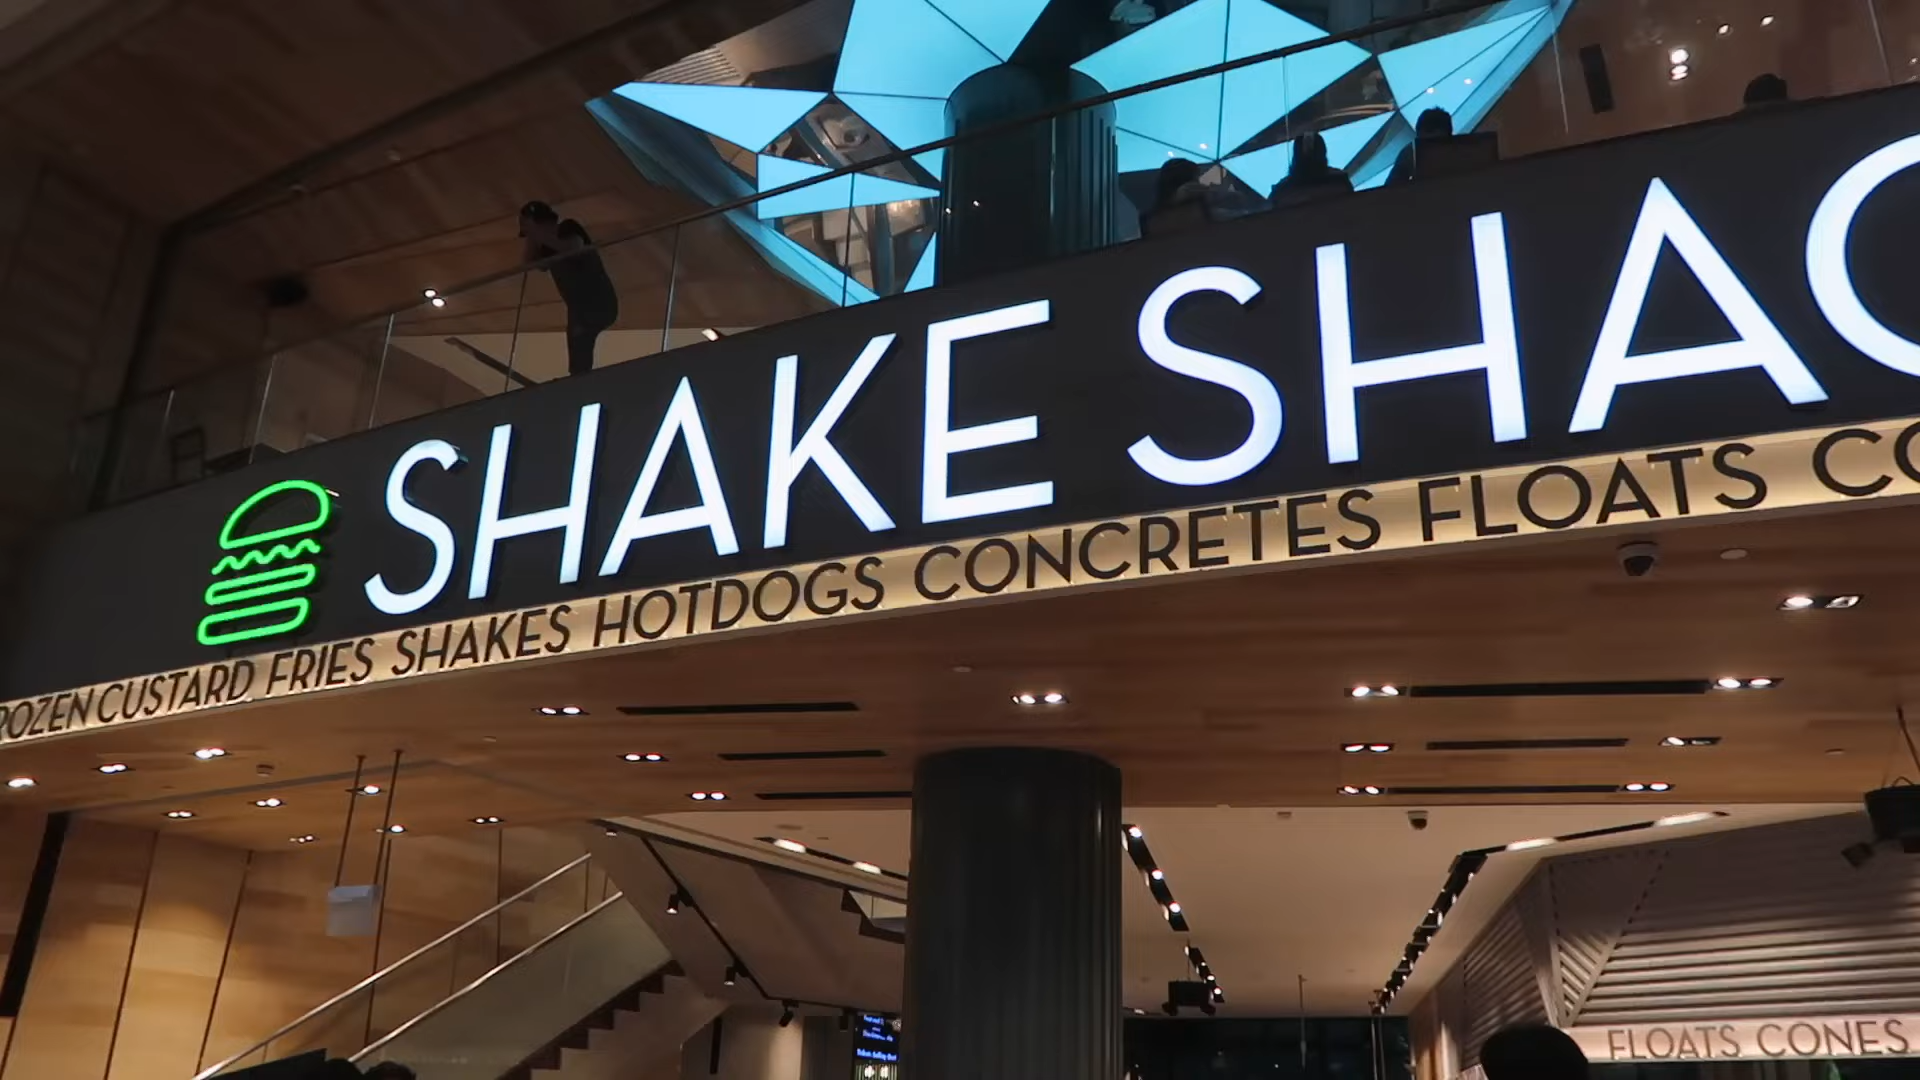 SHAKE SHAC
ROZEN CUSTARD FRIES SHAKES HOTDOGS CONCRETES FLOATS CO
FLOATS CONES